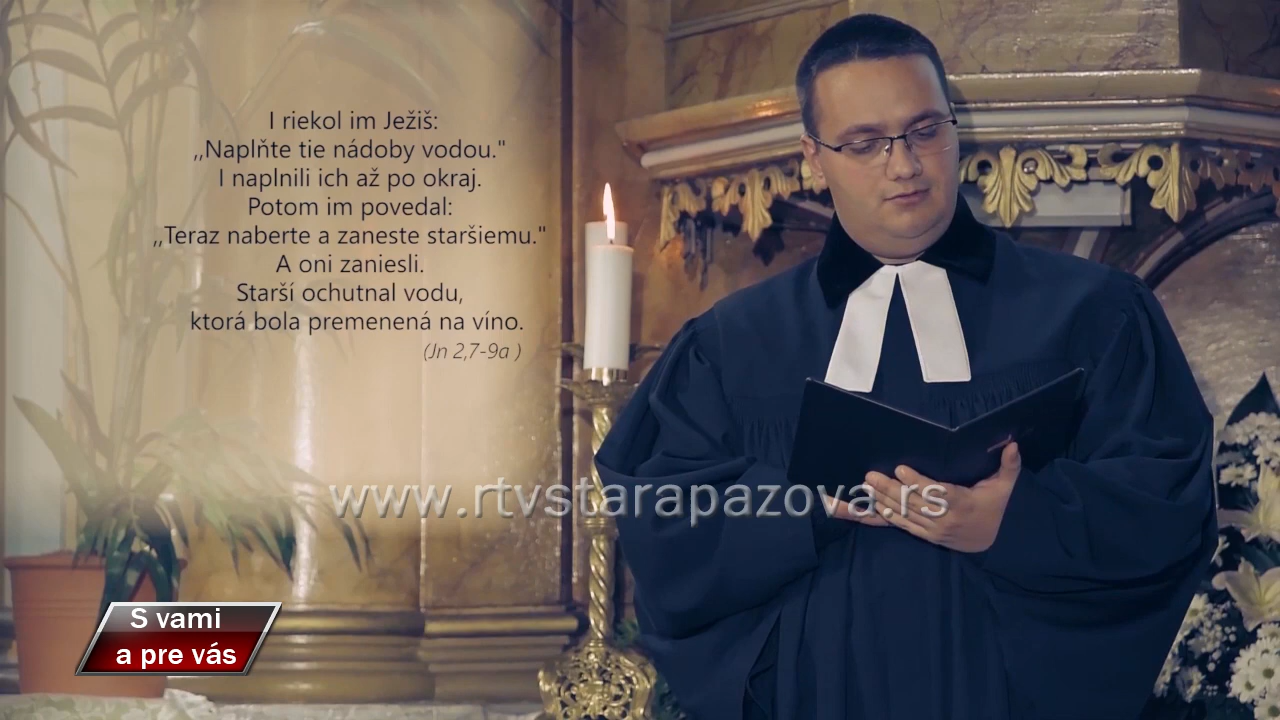 I riekol im Ježiš:
,,Naplňte tie nádoby vodou."
I naplnili ich až po okraj.
Potom im povedal:
,,Teraz naberte a zaneste staršiemu."
A oni zaniesli.
Starší ochutnal vodu,
ktorá bola premenená na víno.
(Jn 2,7-9a )
www.rtvstarapazova.rs
S vami
a pre vás